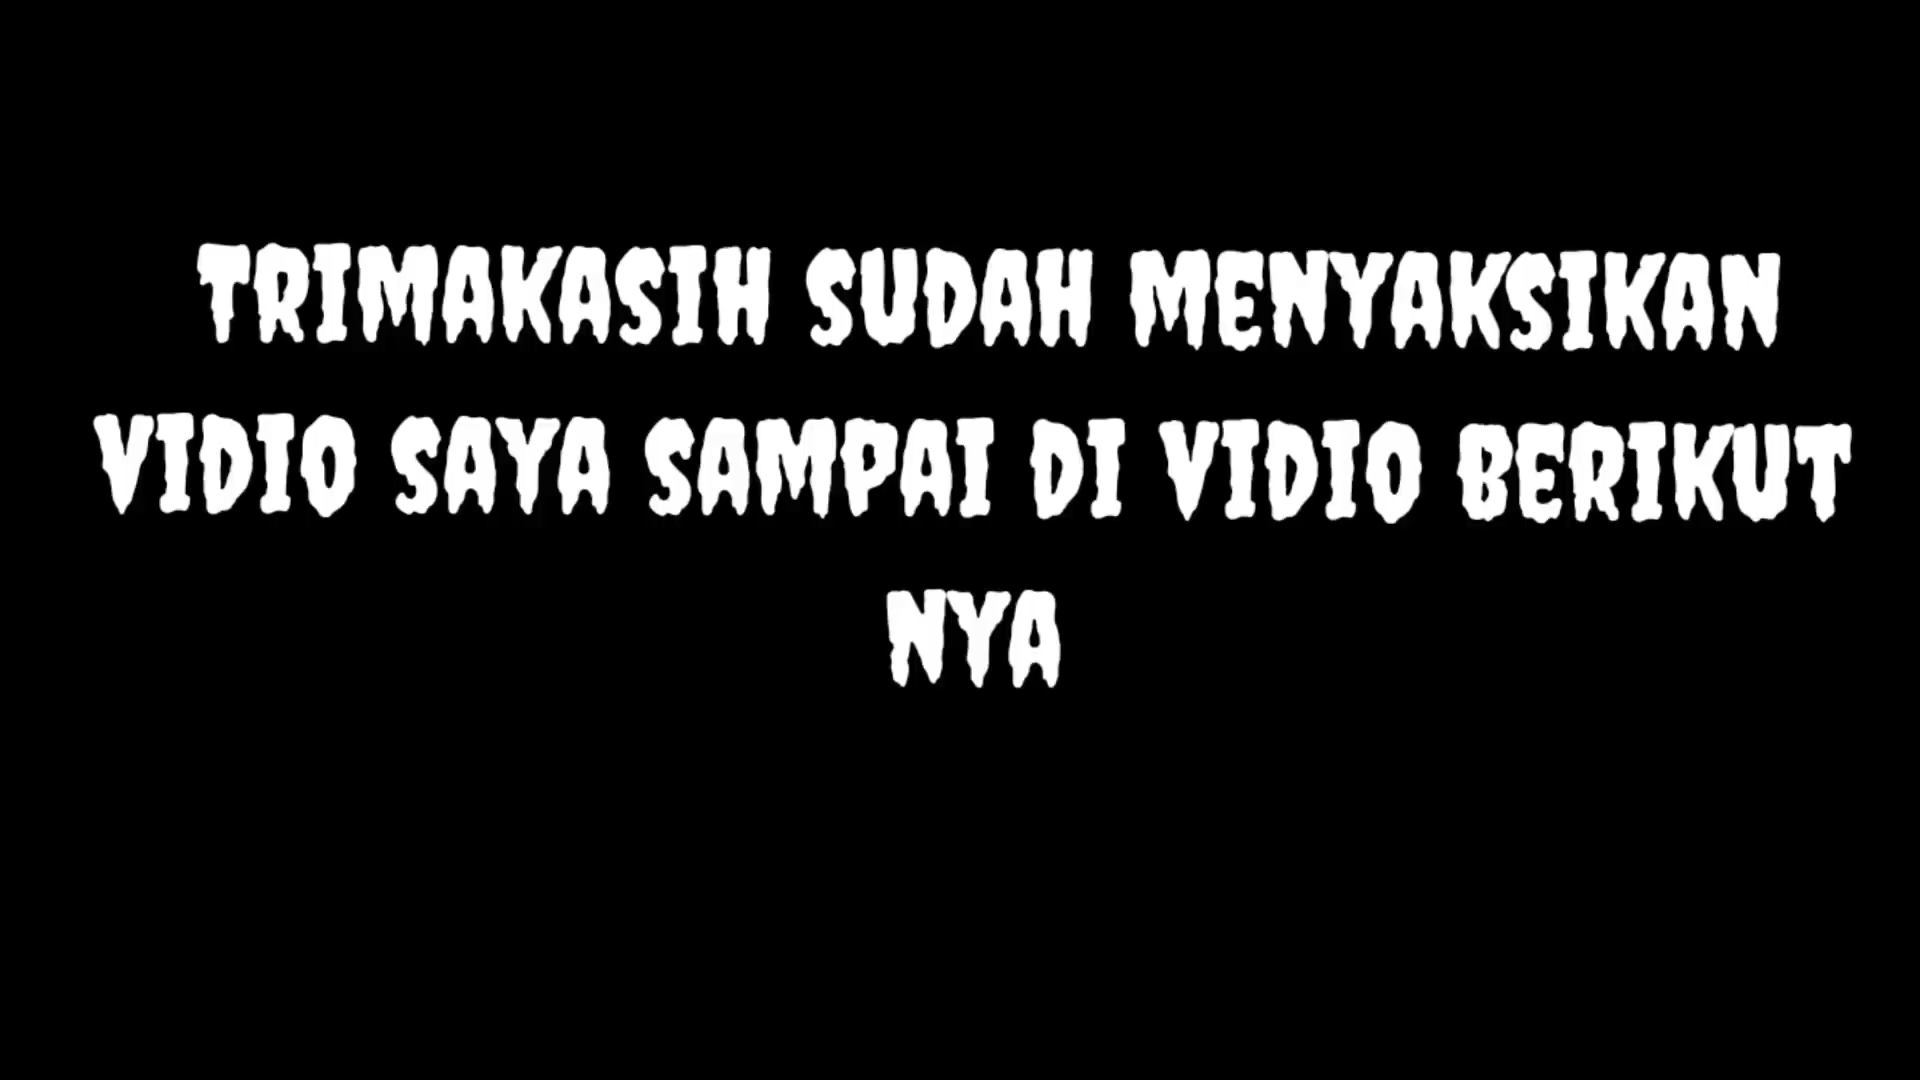 TRIMAKASIH SUDAH MENYAKSIKAN
VIDIO SAYA SAMPAI DI VIDIO BERIKUT
NYA